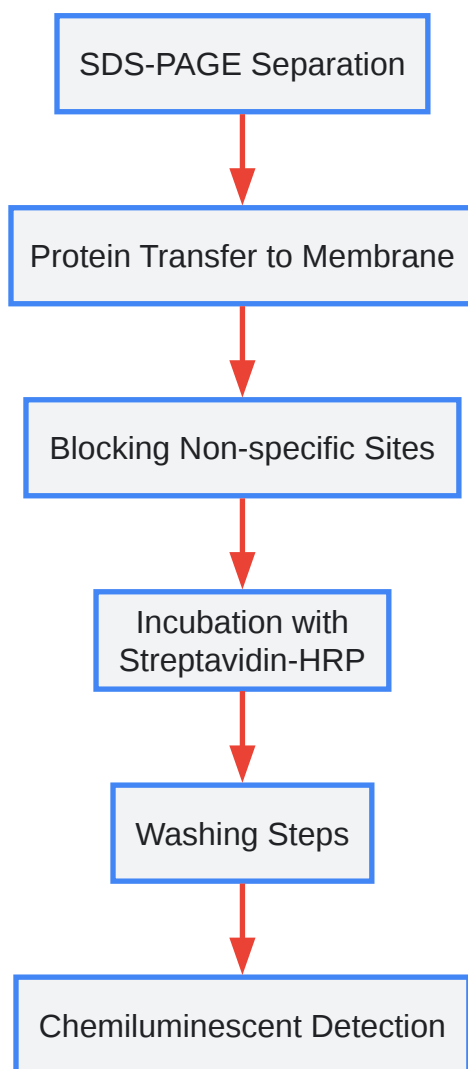 SDS-PAGE Separation
Protein Transfer to Membrane
Blocking Non-specific Sites
Incubation with
Streptavidin-HRP
Washing Steps
Chemiluminescent Detection